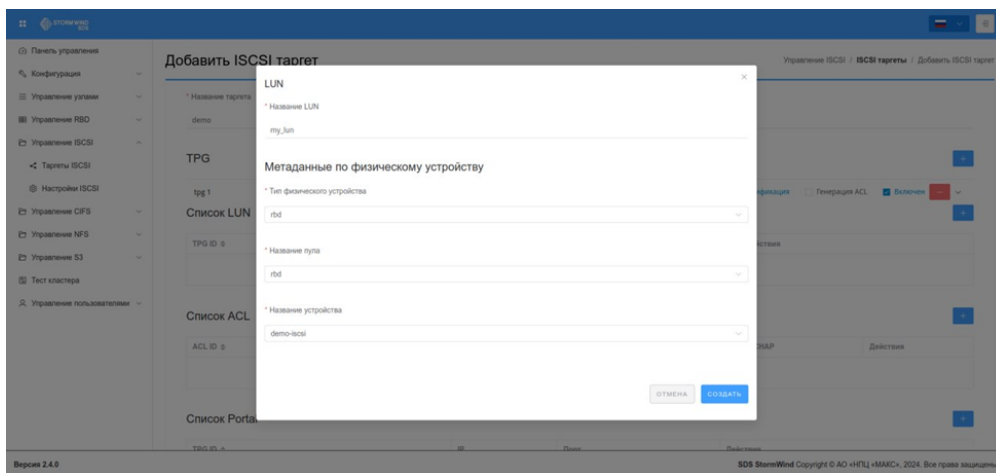 STORMWIND
SDS
Панель управления
Конфигурация
Управление узлами
Управление RBD
Управление ISCSI
Таргеты ISCSI
Настройки ISCSI
Управление CIFS
Управление NFS
Управление S3
Тест кластера
Управление пользователями
Добавить ISCSI таргет
Управление ISCSI / ISCSI таргеты / Добавить ISCSI таргет
* Название таргета
demo
TPG
tpg 1
Генерация ACL
Включен
Список LUN
TPG ID
Список ACL
ACL ID
CHAP
Действия
Список Porta
TPG ID
LUN
* Название LUN
my_lun
Метаданные по физическому устройству
* Тип физического устройства
rbd
* Название пула
rbd
* Название устройства
demo-iscsi
ОТМЕНА
СОЗДАТЬ
Версия 2.4.0
SDS StormWind Copyright © АО «НПЦ «МАКС», 2024. Все права